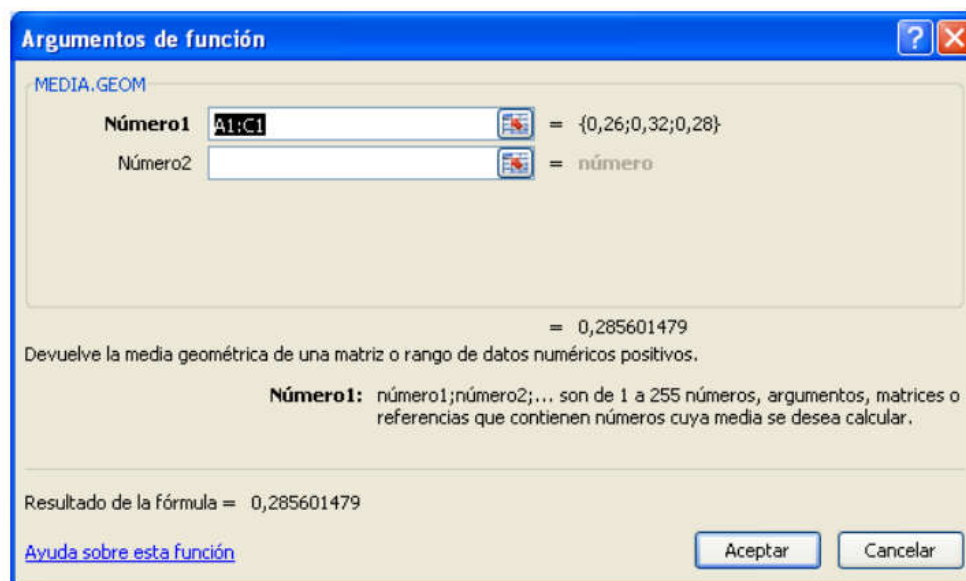 Argumentos de función
MEDIA.GEOM
Número1 A1:C1 = {0,26;0,32;0,28}
Número2 = número
= 0,285601479
Devuelve la media geométrica de una matriz o rango de datos numéricos positivos.
Número1: número1;número2;... son de 1 a 255 números, argumentos, matrices o
referencias que contienen números cuya media se desea calcular.
Resultado de la fórmula = 0,285601479
Ayuda sobre esta función Aceptar Cancelar